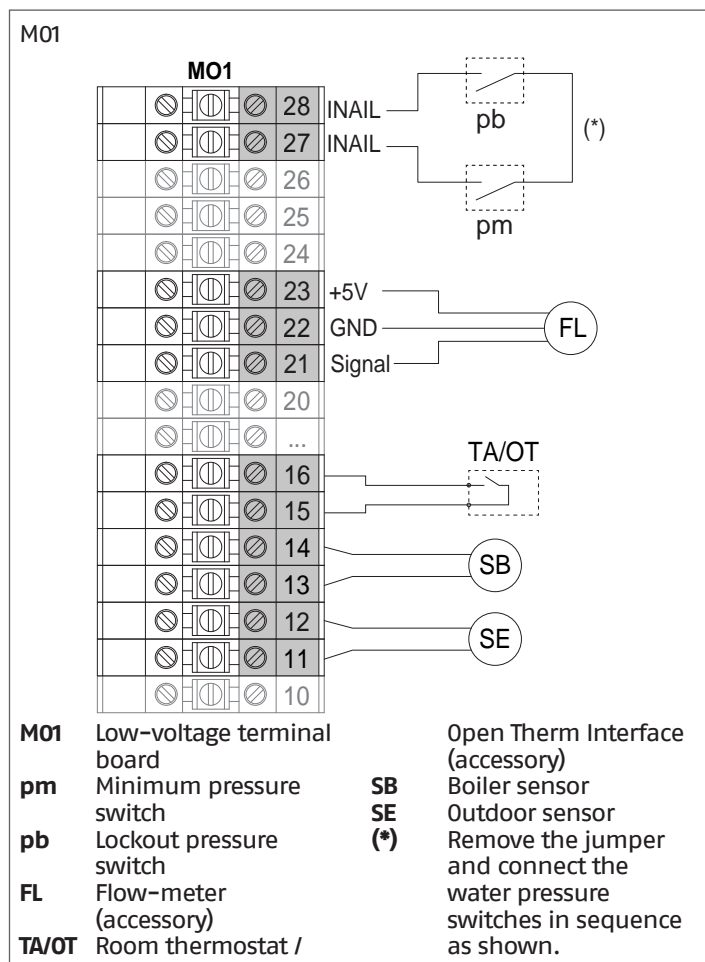 M01
MO1
28 INAIL
pb
(*)
27 INAIL
26
25
pm
24
23 +5V
22 GND
FL
21 Signal
20
...
TA/OT
16
15
14
SB
13
12
SE
11
10
M01 Low-voltage terminal
board
pm Minimum pressure
switch
pb Lockout pressure
switch
FL Flow-meter
(accessory)
TA/OT Room thermostat /
Open Therm Interface
(accessory)
SB Boiler sensor
SE Outdoor sensor
(*) Remove the jumper
and connect the
water pressure
switches in sequence
as shown.